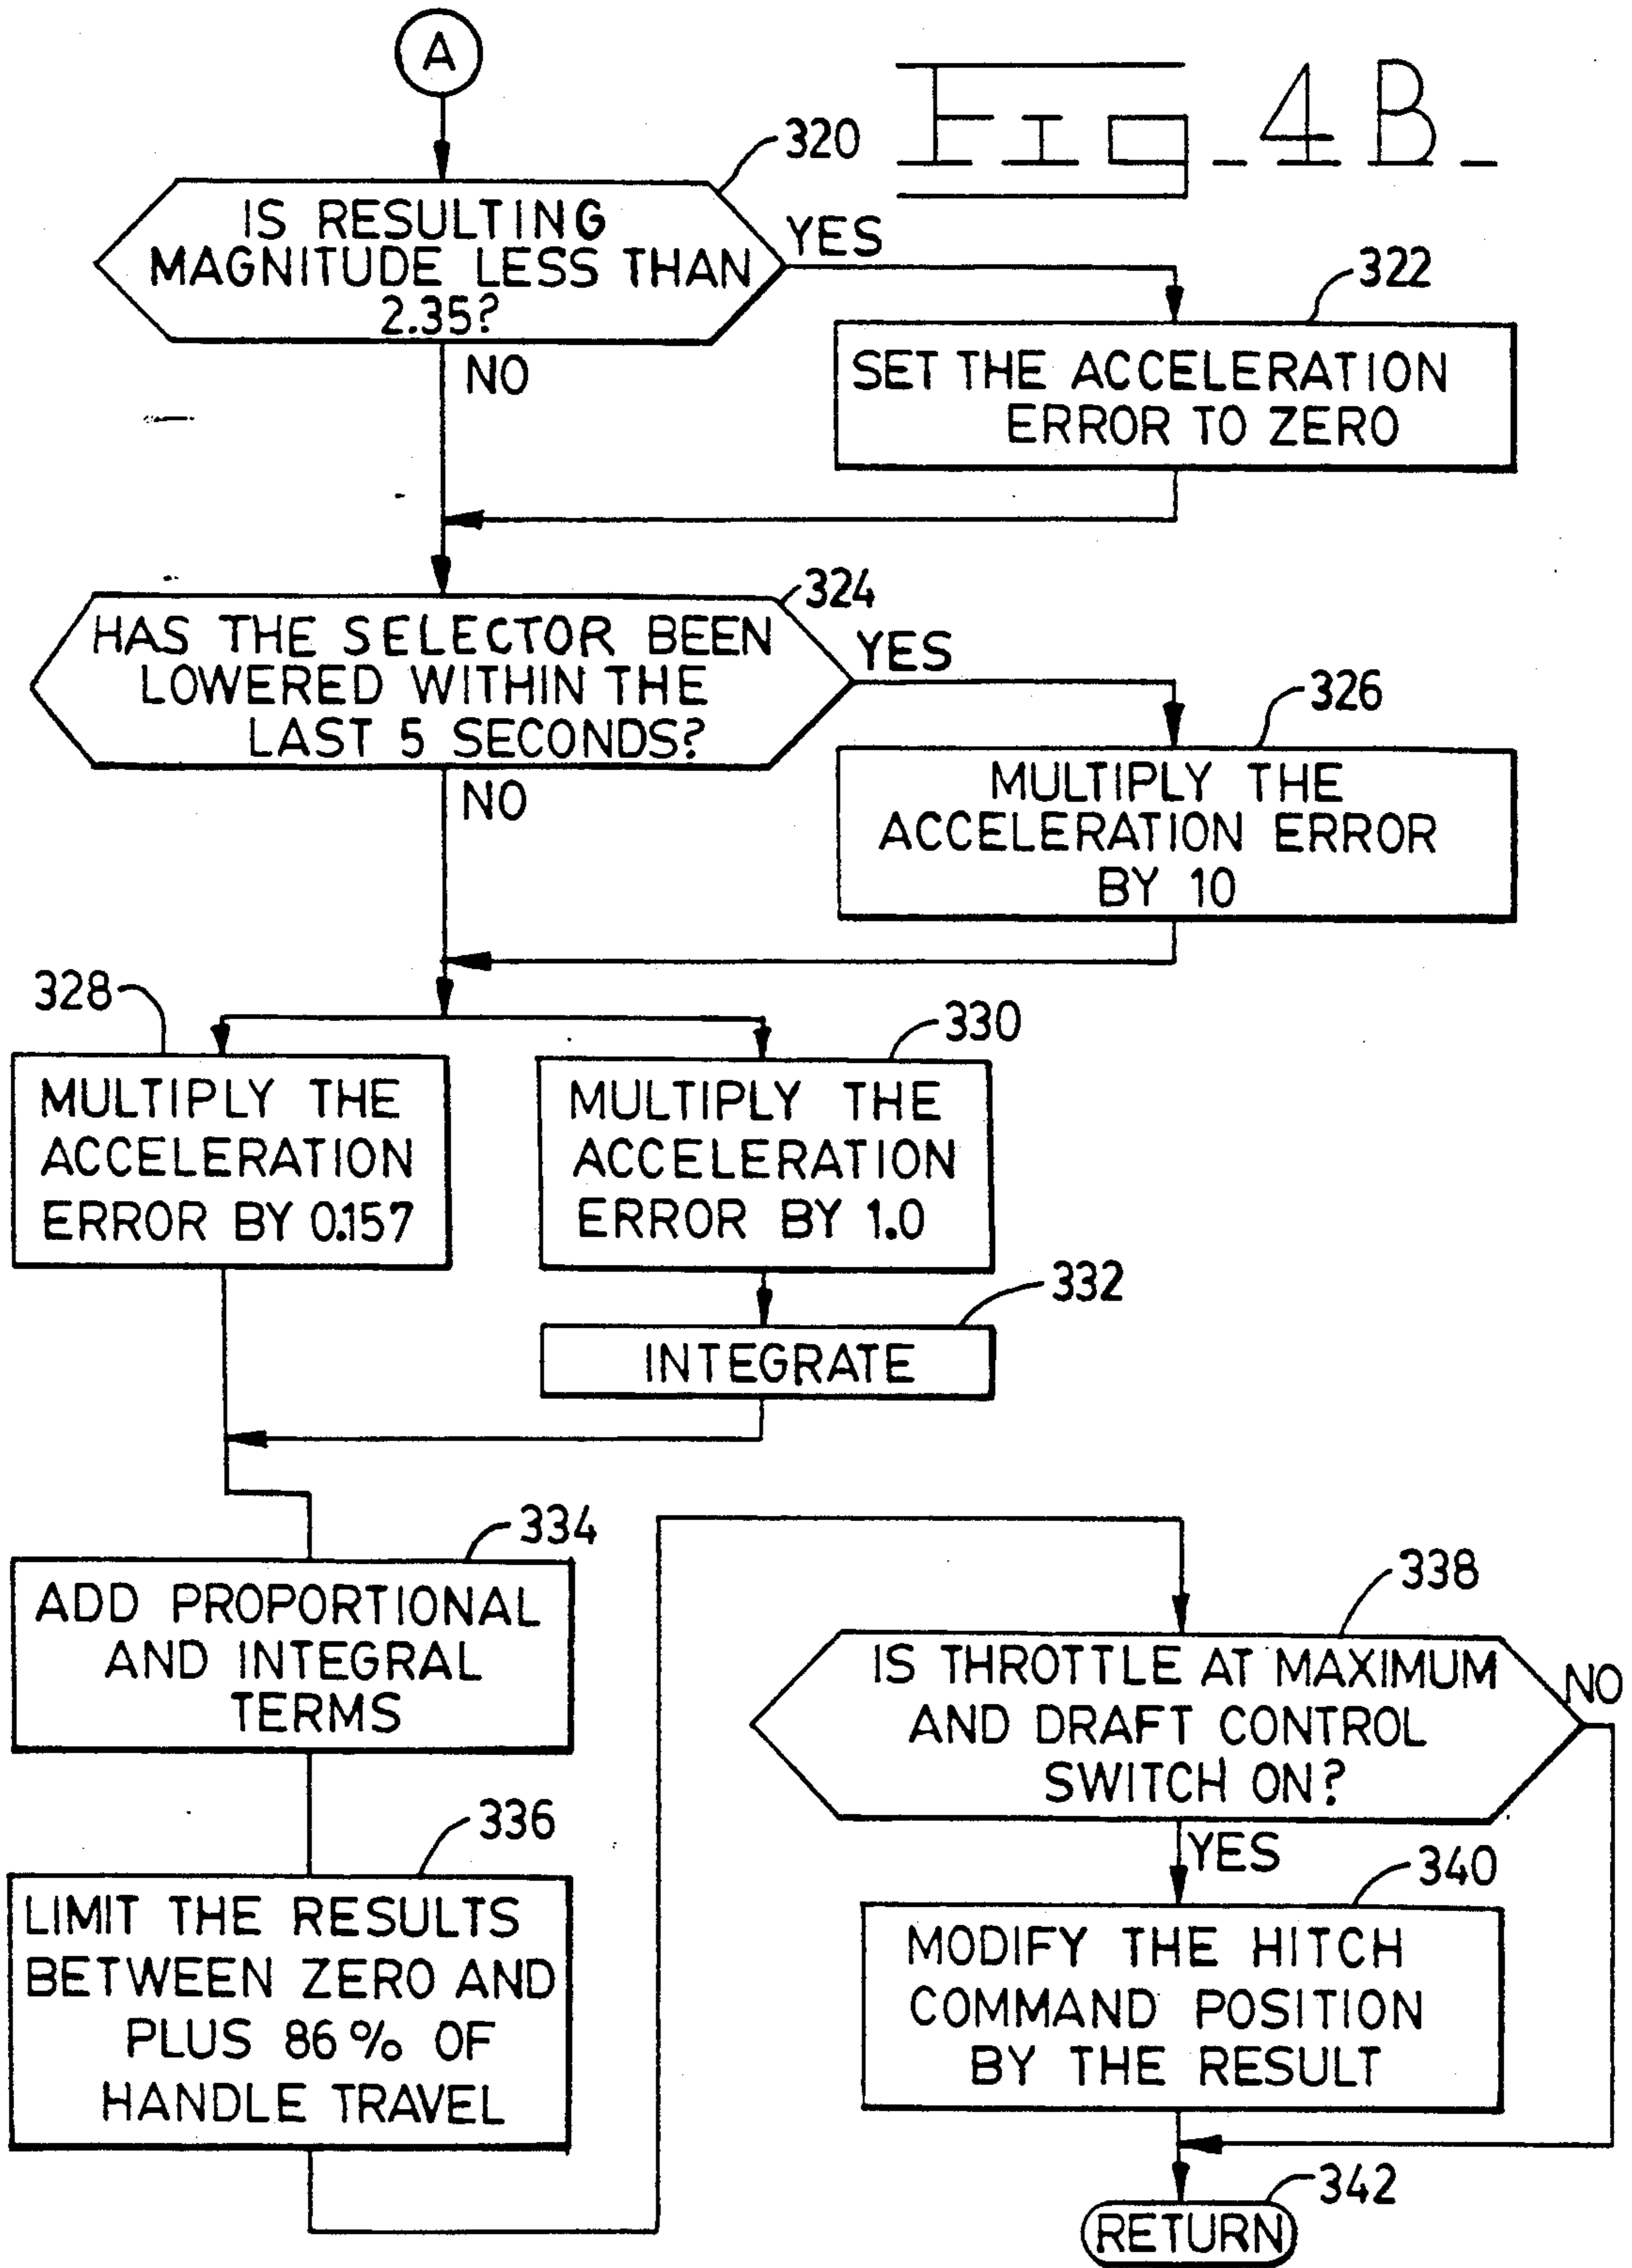 A
Fig_4B_
320
IS RESULTING
MAGNITUDE LESS THAN
2.35?
YES
NO
322
SET THE ACCELERATION
ERROR TO ZERO
324
HAS THE SELECTOR BEEN
LOWERED WITHIN THE
LAST 5 SECONDS?
YES
NO
326
MULTIPLY THE
ACCELERATION ERROR
BY 10
328
MULTIPLY THE
ACCELERATION
ERROR BY 0.157
330
MULTIPLY THE
ACCELERATION
ERROR BY 1.0
332
INTEGRATE
334
ADD PROPORTIONAL
AND INTEGRAL
TERMS
336
LIMIT THE RESULTS
BETWEEN ZERO AND
PLUS 86% OF
HANDLE TRAVEL
338
IS THROTTLE AT MAXIMUM
AND DRAFT CONTROL
SWITCH ON?
NO
YES
340
MODIFY THE HITCH
COMMAND POSITION
BY THE RESULT
342
RETURN